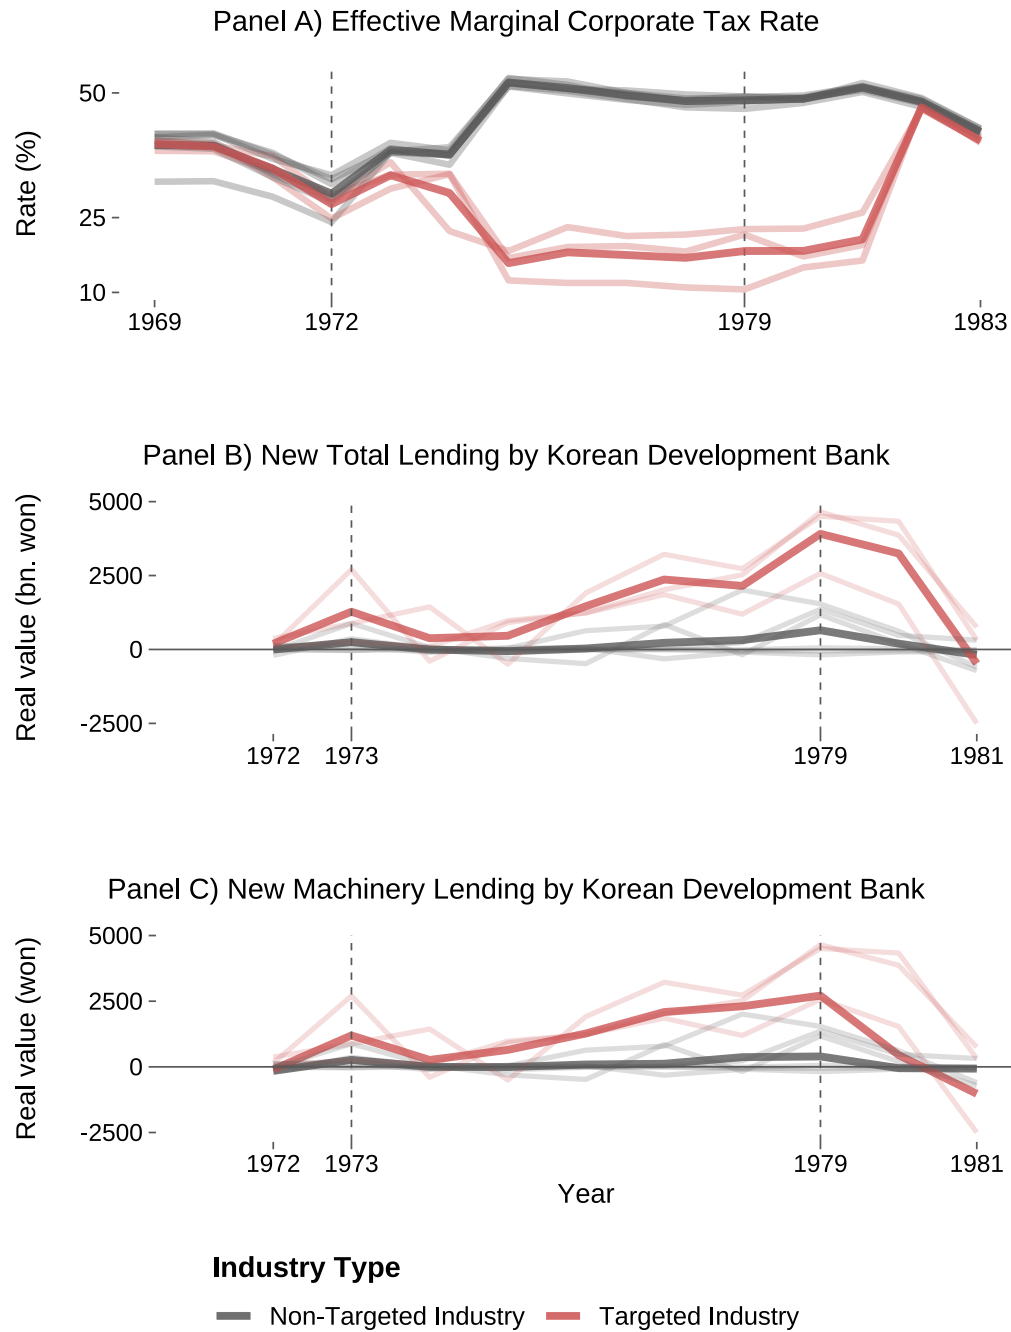 Panel A) Effective Marginal Corporate Tax Rate
Rate (%)
50
25
10
1969 1972 1979 1983
Panel B) New Total Lending by Korean Development Bank
Real value (bn. won)
5000
2500
0
-2500
1972 1973 1979 1981
Panel C) New Machinery Lending by Korean Development Bank
Real value (won)
5000
2500
0
-2500
1972 1973 1979 1981
Year
Industry Type
Non-Targeted Industry Targeted Industry